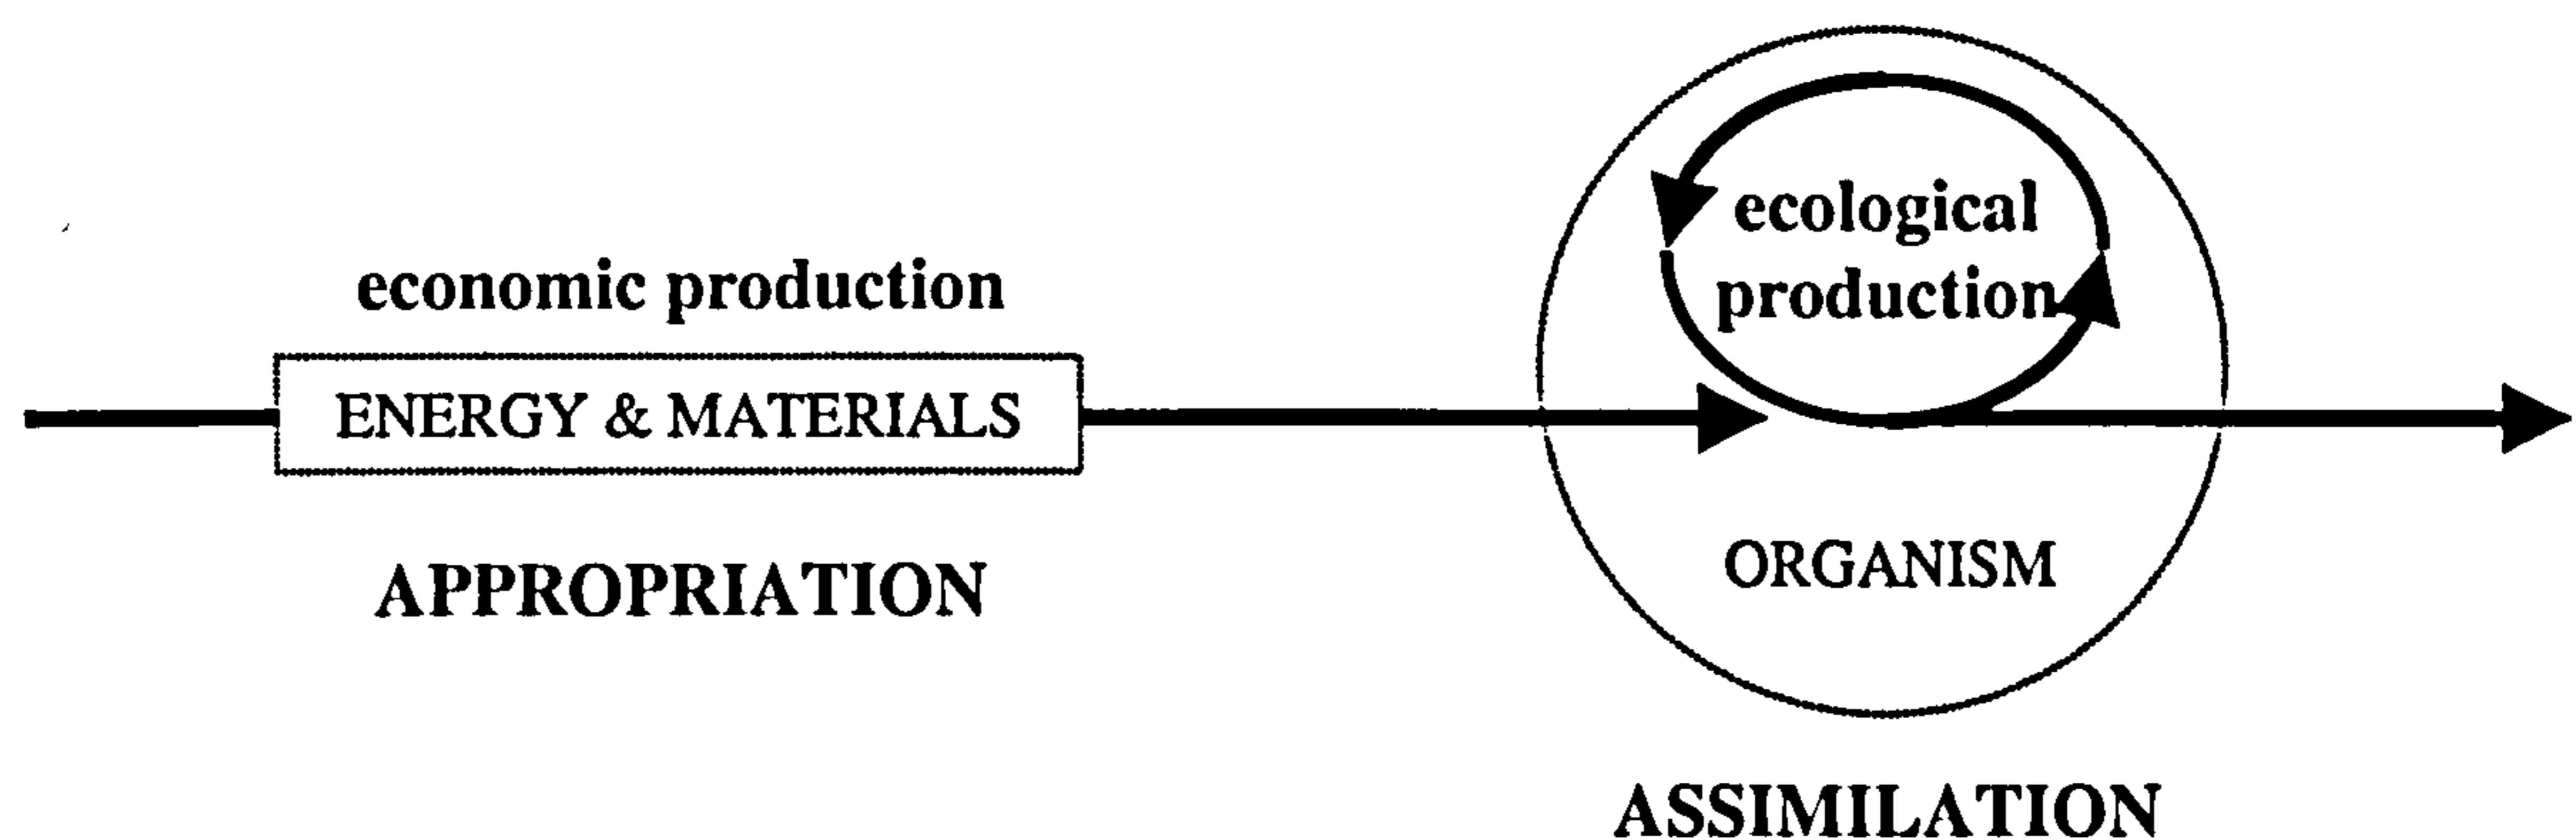 economic production
ENERGY & MATERIALS
APPROPRIATION
ecological
production
ORGANISM
ASSIMILATION